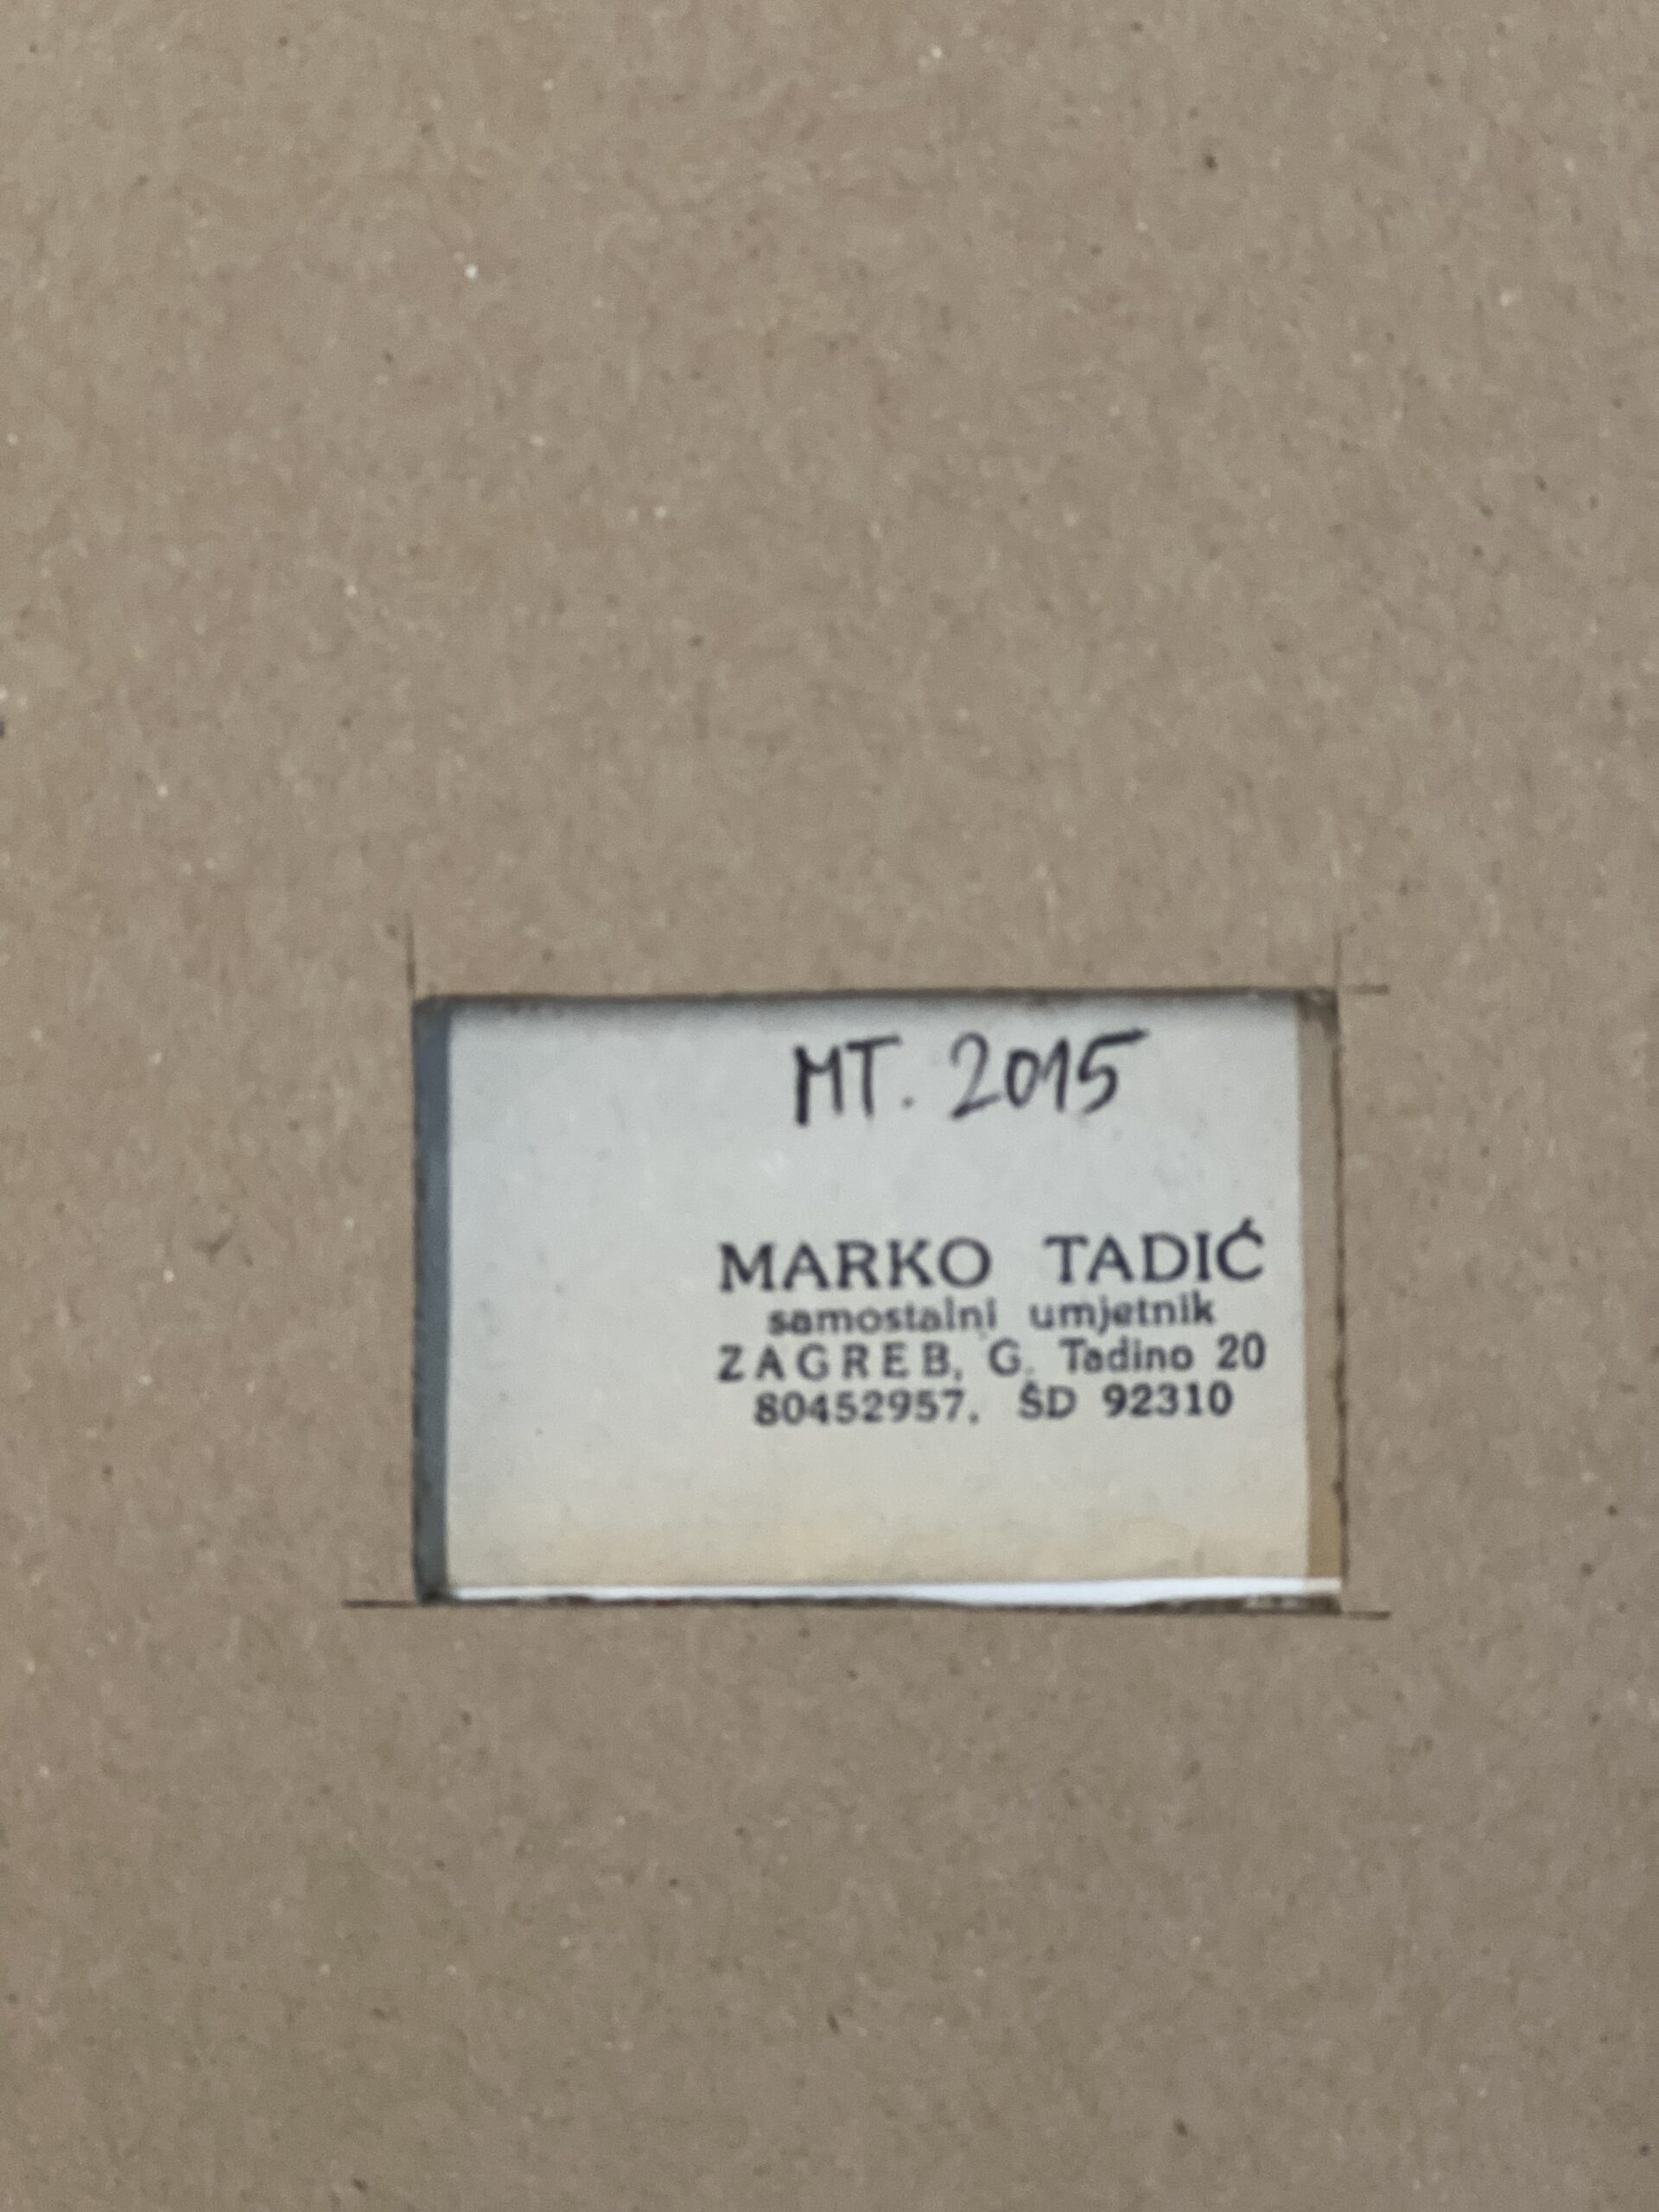 MT. 2015
MARKO TADIĆ
samostalni umjetnik
ZAGREB, G. Tadino 20
80452957, ŠD 92310